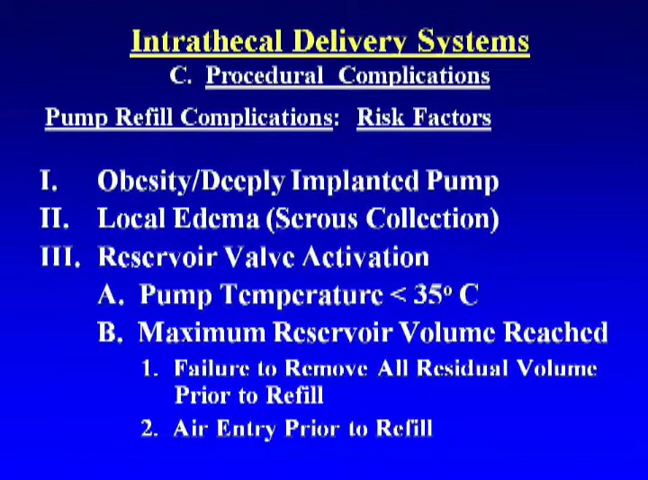 Intrathecal Delivery Systems
C. Procedural Complications
Pump Refill Complications: Risk Factors
I. Obesity/Deeply Implanted Pump
II. Local Edema (Serous Collection)
III. Reservoir Valve Activation
A. Pump Temperature < 35° C
B. Maximum Reservoir Volume Reached
1. Failure to Remove All Residual Volume
Prior to Refill
2. Air Entry Prior to Refill